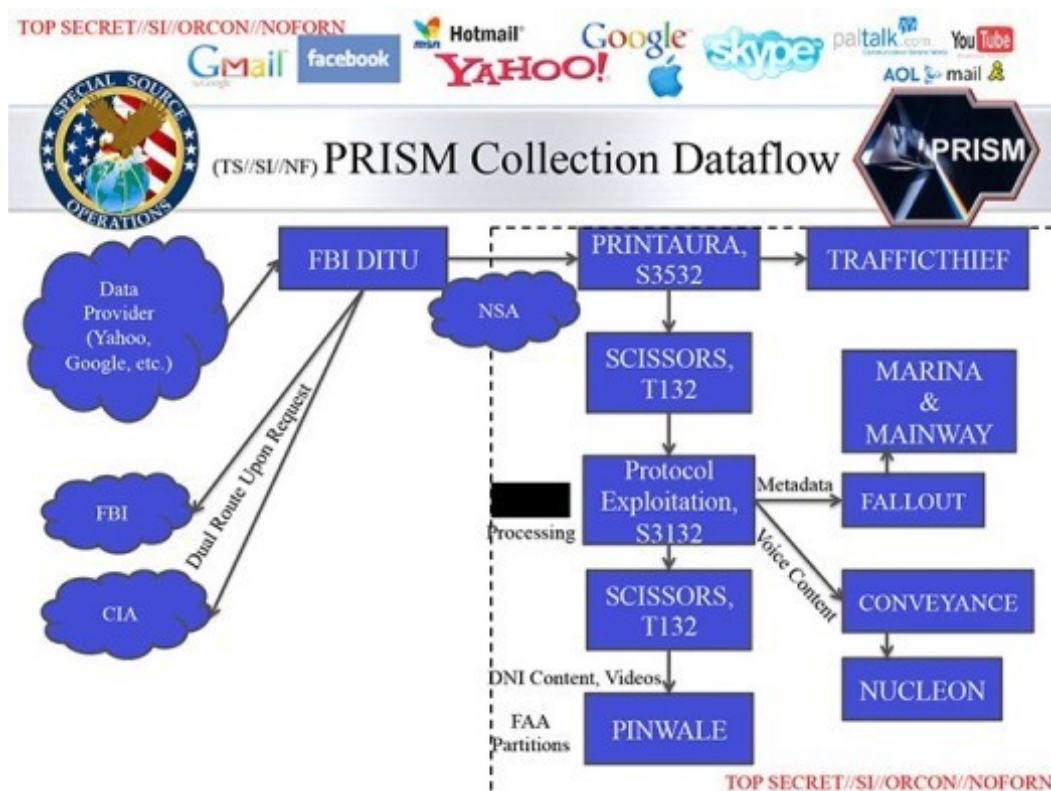 TOP SECRET//SI//ORCON//NOFORN
Gmail
by Google
facebook
msn Hotmail
YAHOO!
Google
skype
paltalk.com
YouTube
AOL mail
SPECIAL SOURCE
OPERATIONS
(TS//SI//NF) PRISM Collection Dataflow
PRISM
Data
Provider
(Yahoo,
Google, etc.)
FBI DITU
NSA
PRINTAURA,
S3532
TRAFFICTHIEF
SCISSORS,
T132
MARINA
&
MAINWAY
Dual Route Upon Request
FBI
CIA
Processing
Protocol
Exploitation,
S3132
Metadata
FALLOUT
Voice Content
SCISSORS,
T132
CONVEYANCE
NUCLEON
DNI Content, Videos
FAA
Partitions
PINWALE
TOP SECRET//SI//ORCON//NOFORN